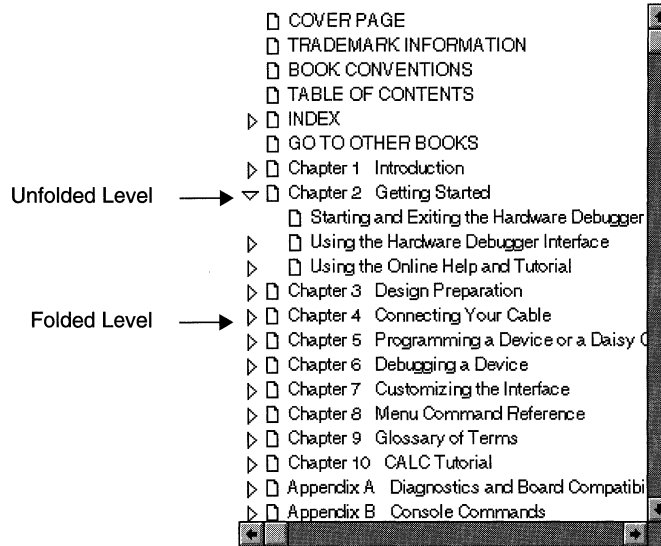 COVER PAGE
TRADEMARK INFORMATION
BOOK CONVENTIONS
TABLE OF CONTENTS
INDEX
GO TO OTHER BOOKS
Chapter 1 Introduction
Unfolded Level
Chapter 2 Getting Started
Starting and Exiting the Hardware Debugger
Using the Hardware Debugger Interface
Using the Online Help and Tutorial
Chapter 3 Design Preparation
Folded Level
Chapter 4 Connecting Your Cable
Chapter 5 Programming a Device or a Daisy
Chapter 6 Debugging a Device
Chapter 7 Customizing the Interface
Chapter 8 Menu Command Reference
Chapter 9 Glossary of Terms
Chapter 10 CALC Tutorial
Appendix A Diagnostics and Board Compatibi
Appendix B Console Commands